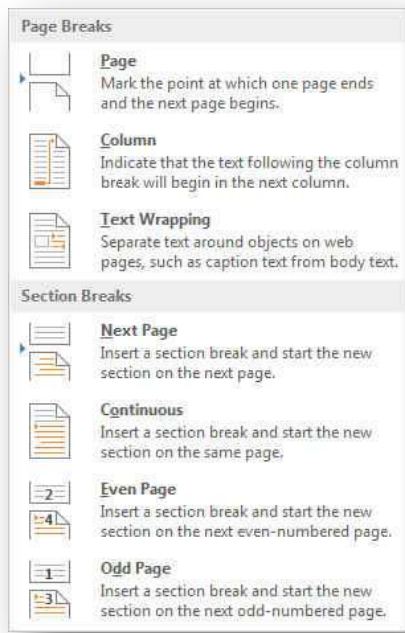 Page Breaks
Page
Mark the point at which one page ends
and the next page begins.
Column
Indicate that the text following the column
break will begin in the next column.
Text Wrapping
Separate text around objects on web
pages, such as caption text from body text.
Section Breaks
Next Page
Insert a section break and start the new
section on the next page.
Continuous
Insert a section break and start the new
section on the same page.
2
4
Even Page
Insert a section break and start the new
section on the next even-numbered page.
1
3
Odd Page
Insert a section break and start the new
section on the next odd-numbered page.